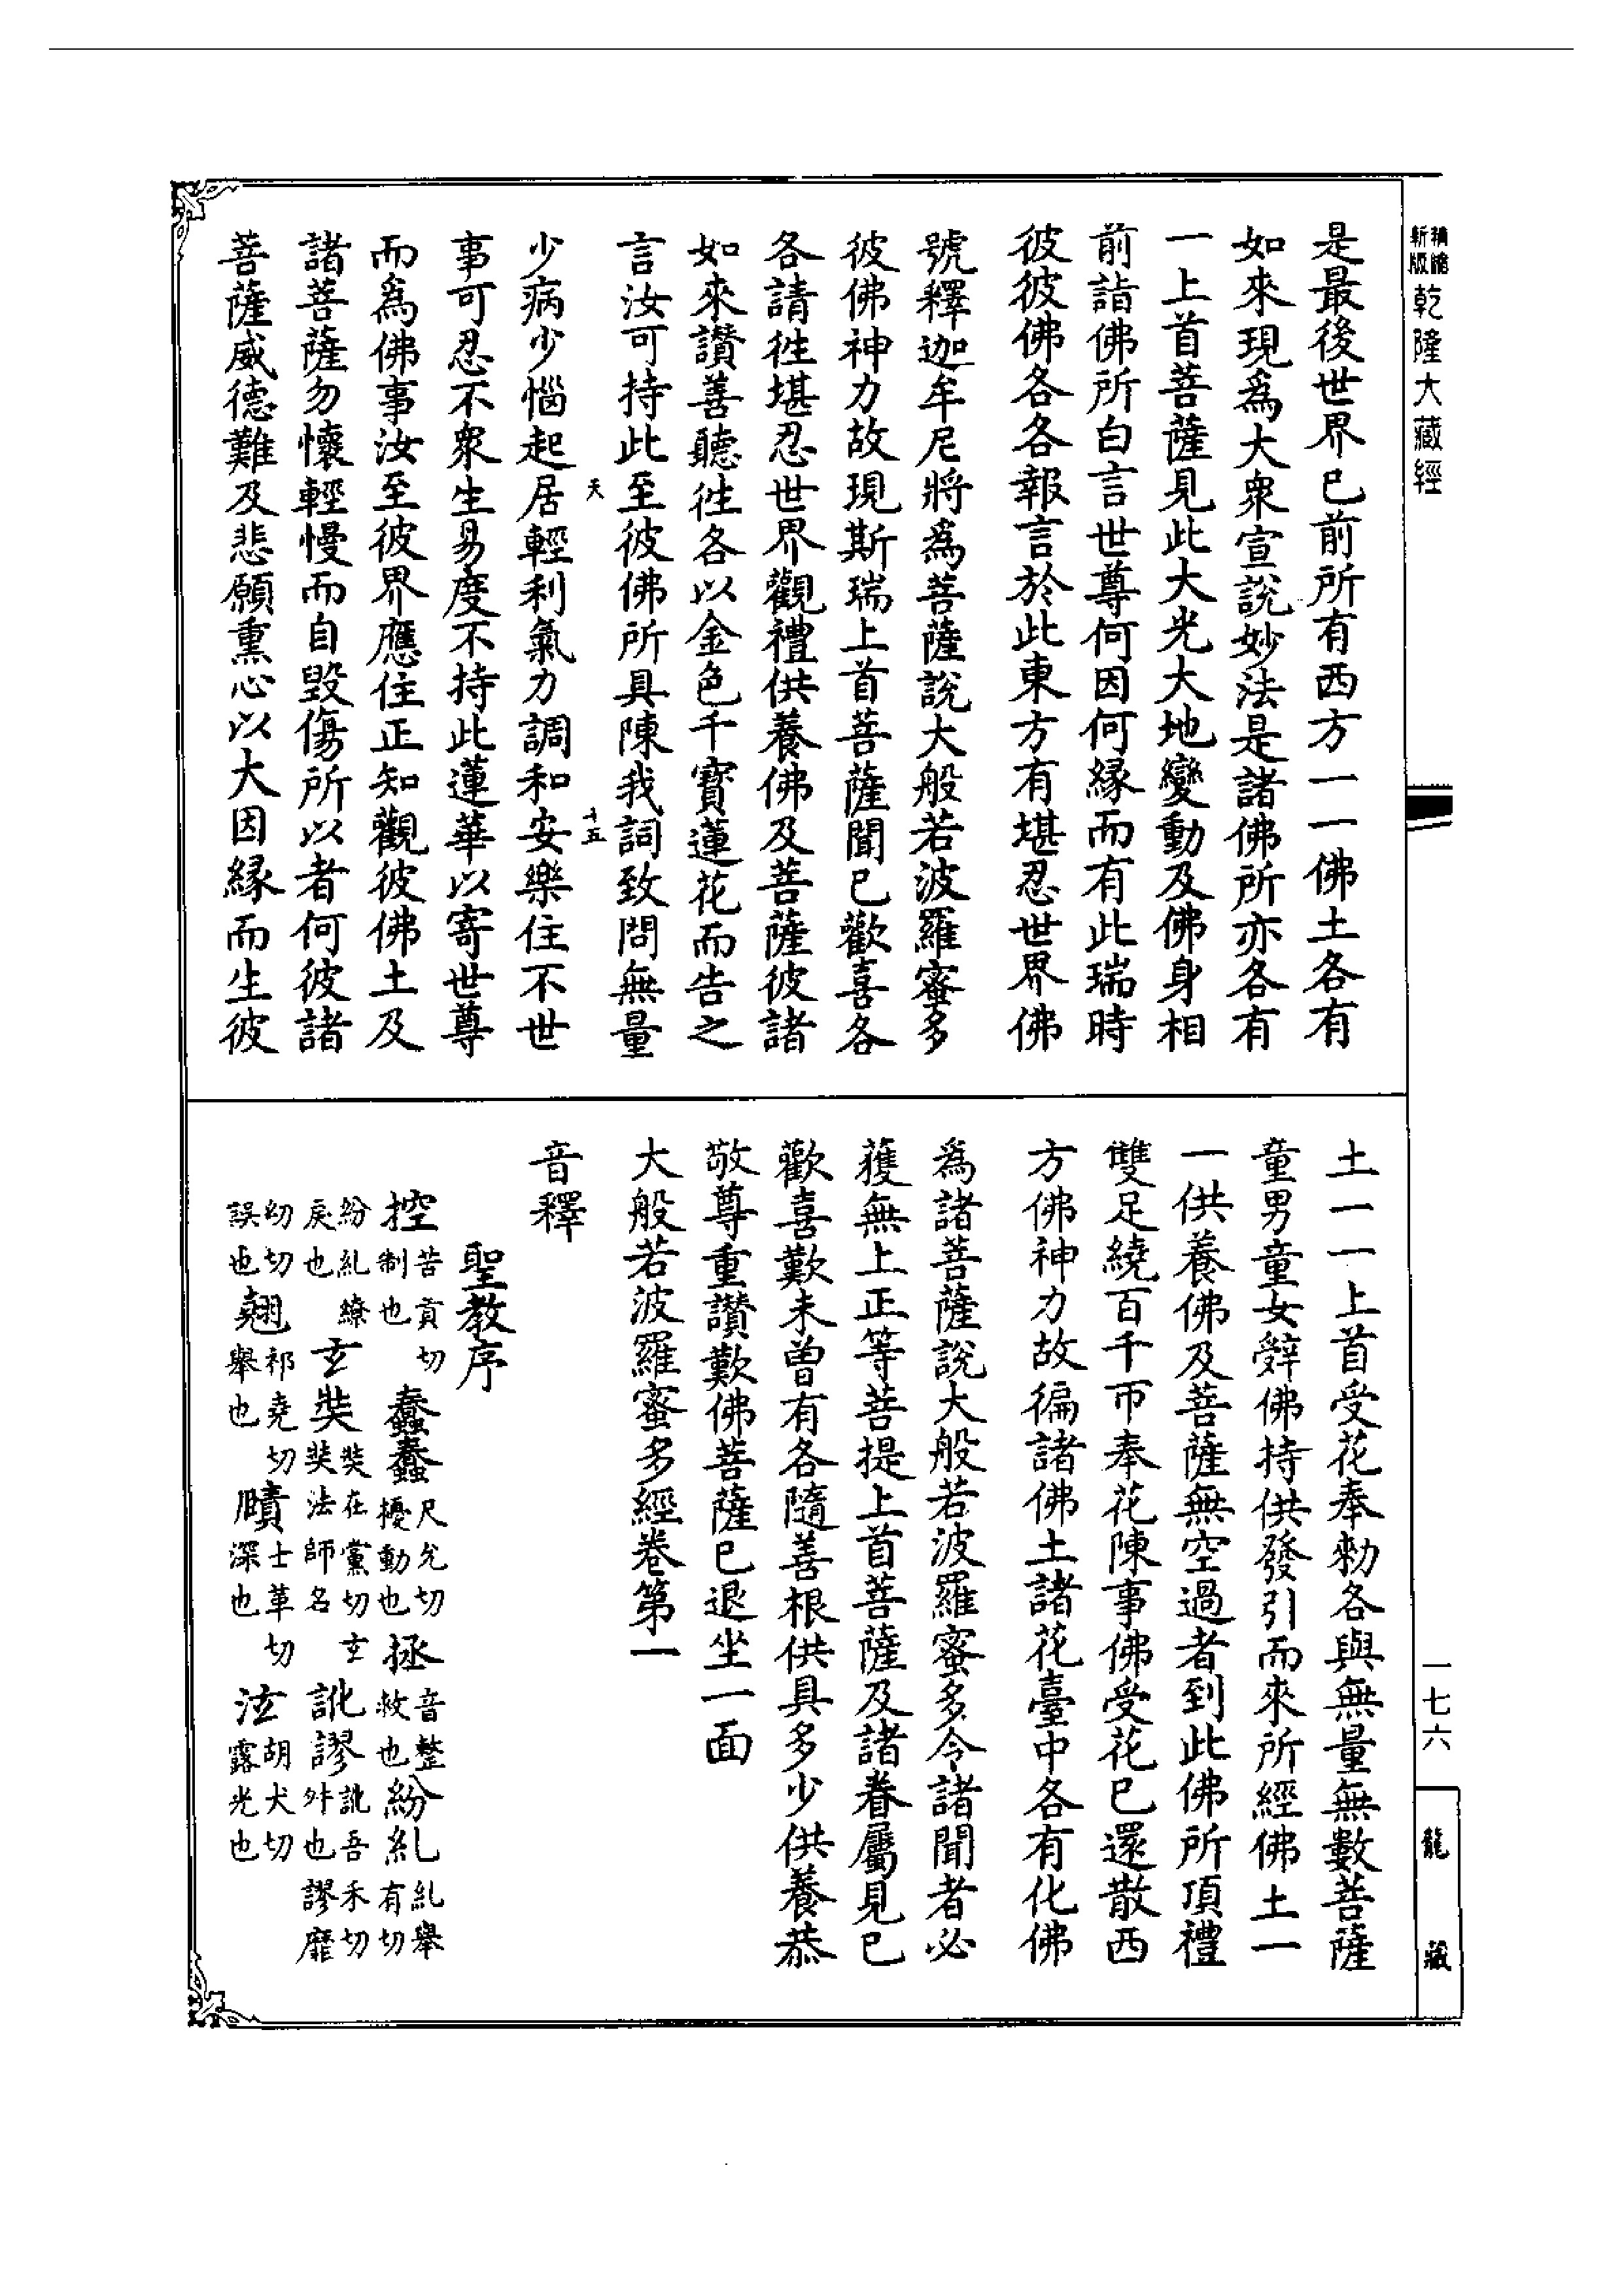 精縮
新版
乾隆大藏經
是最後世界已前所有西方一一佛土各有
如來現爲大衆宣說妙法是諸佛所亦各有
一上首菩薩見此大光大地變動及佛身相
前詣佛所白言世尊何因何緣而有此瑞時
彼彼佛各各報言於此東方有堪忍世界佛
號釋迦牟尼將爲菩薩說大般若波羅蜜多
彼佛神力故現斯瑞上首菩薩聞已歡喜各
各請往堪忍世界觀禮供養佛及菩薩彼諸
如來讚善聽往各以金色千寶蓮花而告之
言汝可持此至彼佛所具陳我詞致問無量
天
十五
少病少惱起居輕利氣力調和安樂住不世
事可忍不衆生易度不持此蓮華以寄世尊
而爲佛事汝至彼界應住正知觀彼佛土及
諸菩薩勿懷輕慢而自毀傷所以者何彼諸
菩薩威德難及悲願熏心以大因緣而生彼
土一一上首受花奉勅各與無量無數菩薩
童男童女辭佛持供發引而來所經佛土一
一供養佛及菩薩無空過者到此佛所頂禮
雙足繞百千帀奉花陳事佛受花已還散西
方佛神力故徧諸佛土諸花臺中各有化佛
爲諸菩薩說大般若波羅蜜多令諸聞者必
獲無上正等菩提上首菩薩及諸眷屬見已
歡喜歎未曾有各隨善根供具多少供養恭
敬尊重讚歎佛菩薩已退坐一面
大般若波羅蜜多經卷第一
音釋
聖教序
控苦貢切制也蠢蠢尺允切擾動也拯音整救也紛糺糺舉有切
紛糺繚戾也玄奘奘在黨切玄奘法師名訛謬訛吾禾切舛也謬靡
幼切誤也翹祁堯切舉也賾士革切深也泫胡犬切露光也
一七六
龍藏